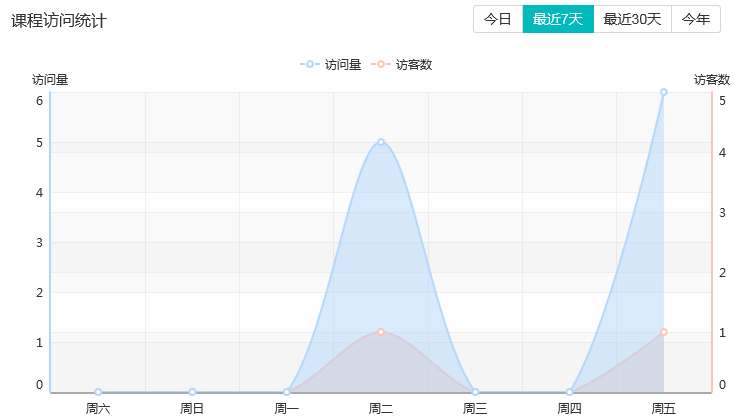 课程访问统计
今日 最近7天 最近30天 今年
访问量 访客数
访问量 访客数
6 5
5 4
4 3
3 2
2 1
1 0
0
周六 周日 周一 周二 周三 周四 周五